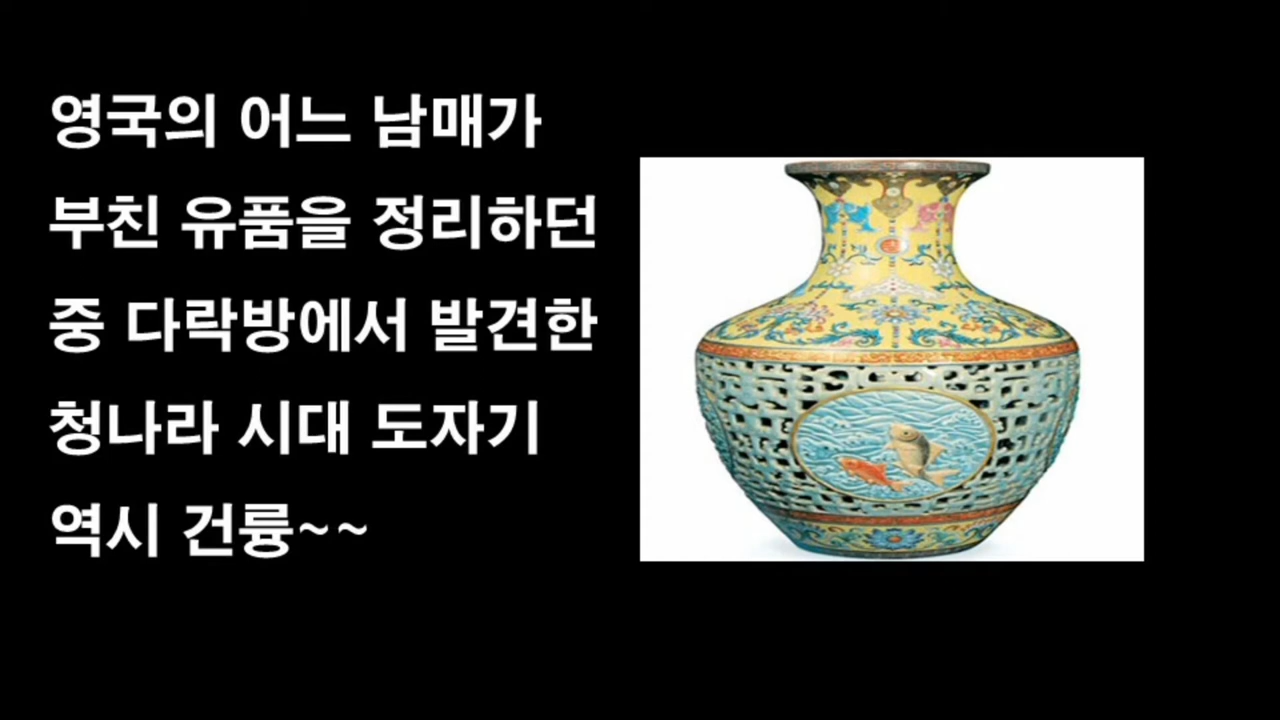 영국의 어느 남매가
부친 유품을 정리하던
중 다락방에서 발견한
청나라 시대 도자기
역시 건륭~~